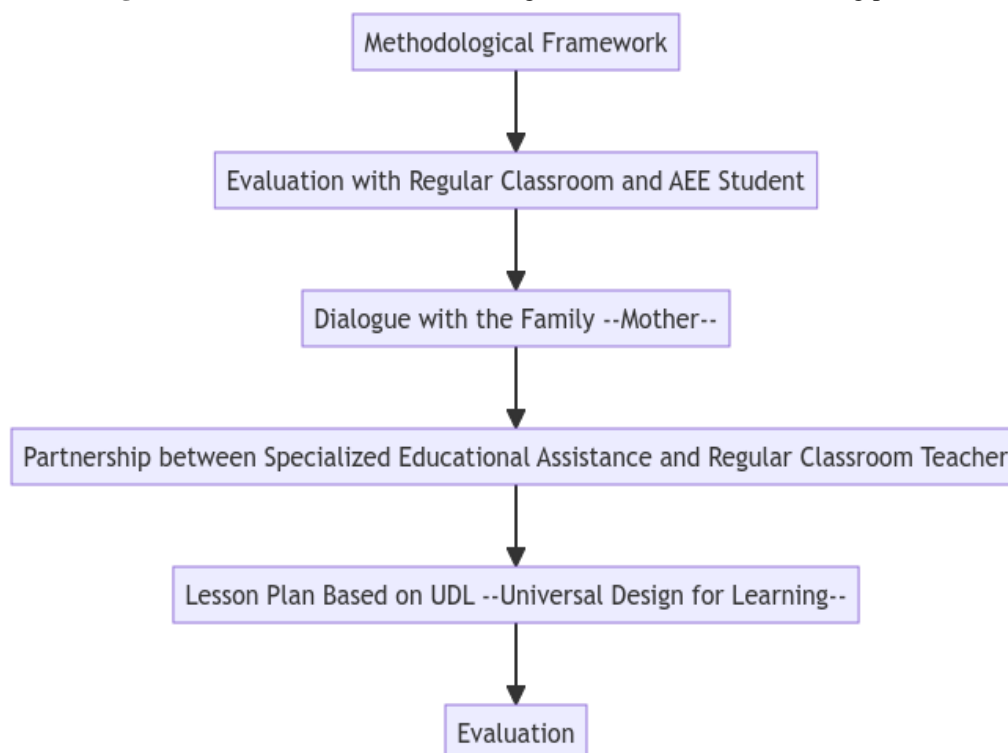 Methodological Framework
Evaluation with Regular Classroom and AEE Student
Dialogue with the Family --Mother--
Partnership between Specialized Educational Assistance and Regular Classroom Teacher
Lesson Plan Based on UDL --Universal Design for Learning--
Evaluation